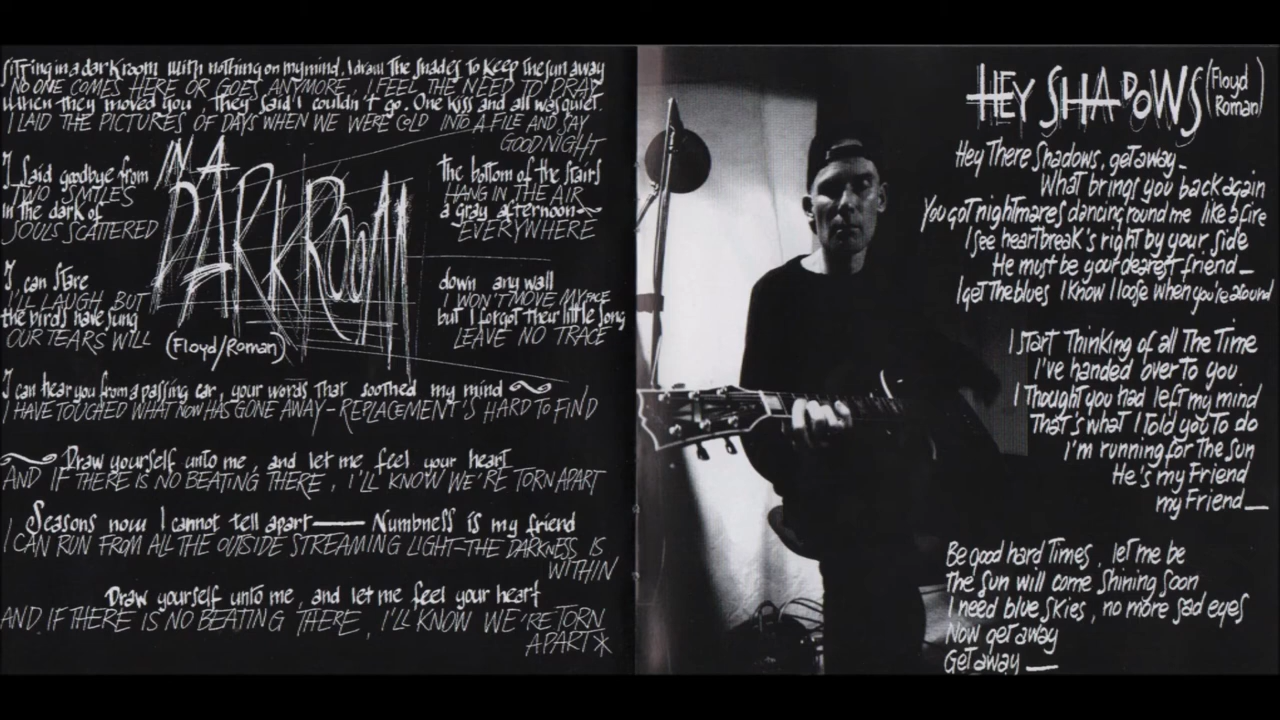 Sitting in a dark room with nothing on my mind, I draw the shades to keep the sun away
NO ONE COMES HERE OR GOES ANYMORE, I FEEL THE NEED TO PRAY
When they moved you, they said I couldn't go. One kiss and all was quiet.
I LAID THE PICTURES OF DAYS WHEN WE WERE COLD INTO A FILE AND SAY
GOOD NIGHT
I said goodbye from the bottom of the stairs
TWO SMILES HANG IN THE AIR
in the dark of a gray afternoon
SOULS SCATTERED EVERYWHERE
IN A
DARKROOM
I can stare down any wall
I'LL LAUGH BUT I WON'T MOVE MY FACE
the birds have sung but I forgot their little song
OUR TEARS WILL LEAVE NO TRACE
(Floyd/Roman)
I can hear you from a passing car, your words that soothed my mind
I HAVE TOUCHED WHAT NOW HAS GONE AWAY - REPLACEMENT'S HARD TO FIND
Draw yourself unto me, and let me feel your heart
AND IF THERE IS NO BEATING THERE, I'LL KNOW WE'RE TORN APART
Seasons now I cannot tell apart — Numbness is my friend
I CAN RUN FROM ALL THE OUTSIDE STREAMING LIGHT - THE DARKNESS IS
WITHIN
Draw yourself unto me, and let me feel your heart
AND IF THERE IS NO BEATING THERE, I'LL KNOW WE'RE TORN
APART*
HEY SHADOWS (Floyd
Roman)
Hey There Shadows, get away -
What brings you back again
You got nightmares dancing round me like a fire
I see heartbreak's right by your side
He must be your dearest friend -
I get The blues I know I loose when you're around
I start Thinking of all The Time
I've handed over to you
I Thought you had left my mind
That's what I told you To do
I'm running for The sun
He's my Friend
my Friend —
Be good hard Times, let me be
the sun will come shining soon
I need blue skies, no more sad eyes
Now get away
Get away —